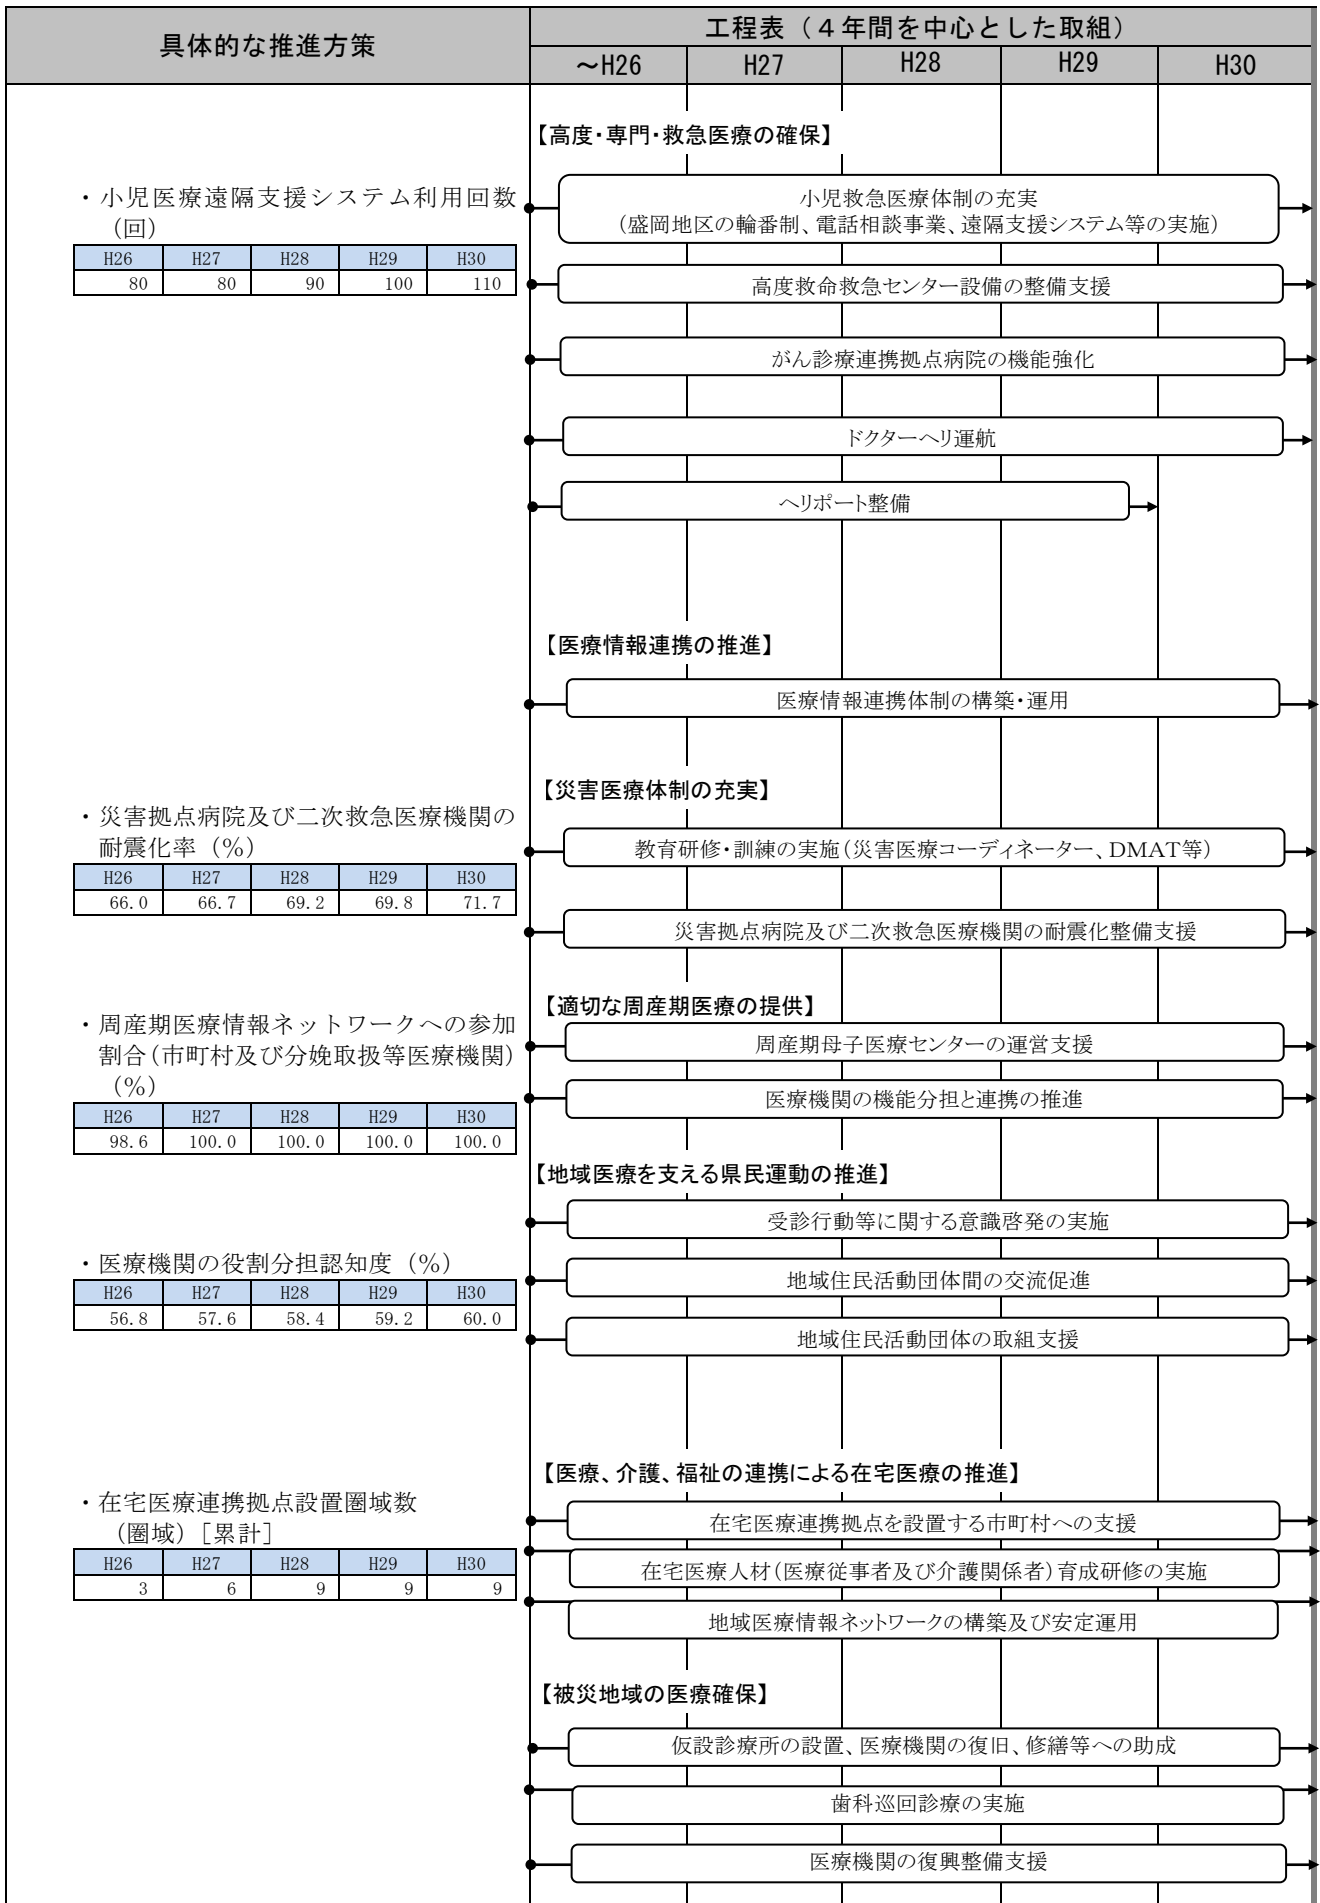 具体的な推進方策
工程表（４年間を中心とした取組）
～H26 H27 H28 H29 H30
【高度・専門・救急医療の確保】
・小児医療遠隔支援システム利用回数
（回）
H26 H27 H28 H29 H30
80 80 90 100 110
小児救急医療体制の充実
（盛岡地区の輪番制、電話相談事業、遠隔支援システム等の実施）
高度救命救急センター設備の整備支援
がん診療連携拠点病院の機能強化
ドクターヘリ運航
ヘリポート整備
【医療情報連携の推進】
医療情報連携体制の構築・運用
【災害医療体制の充実】
・災害拠点病院及び二次救急医療機関の
耐震化率（％）
H26 H27 H28 H29 H30
66.0 66.7 69.2 69.8 71.7
教育研修・訓練の実施（災害医療コーディネーター、DMAT等）
災害拠点病院及び二次救急医療機関の耐震化整備支援
【適切な周産期医療の提供】
・周産期医療情報ネットワークへの参加
割合（市町村及び分娩取扱等医療機関）
（％）
H26 H27 H28 H29 H30
98.6 100.0 100.0 100.0 100.0
周産期母子医療センターの運営支援
医療機関の機能分担と連携の推進
【地域医療を支える県民運動の推進】
受診行動等に関する意識啓発の実施
・医療機関の役割分担認知度（％）
H26 H27 H28 H29 H30
56.8 57.6 58.4 59.2 60.0
地域住民活動団体間の交流促進
地域住民活動団体の取組支援
【医療、介護、福祉の連携による在宅医療の推進】
・在宅医療連携拠点設置圏域数
（圏域）［累計］
H26 H27 H28 H29 H30
3 6 9 9 9
在宅医療連携拠点を設置する市町村への支援
在宅医療人材（医療従事者及び介護関係者）育成研修の実施
地域医療情報ネットワークの構築及び安定運用
【被災地域の医療確保】
仮設診療所の設置、医療機関の復旧、修繕等への助成
歯科巡回診療の実施
医療機関の復興整備支援